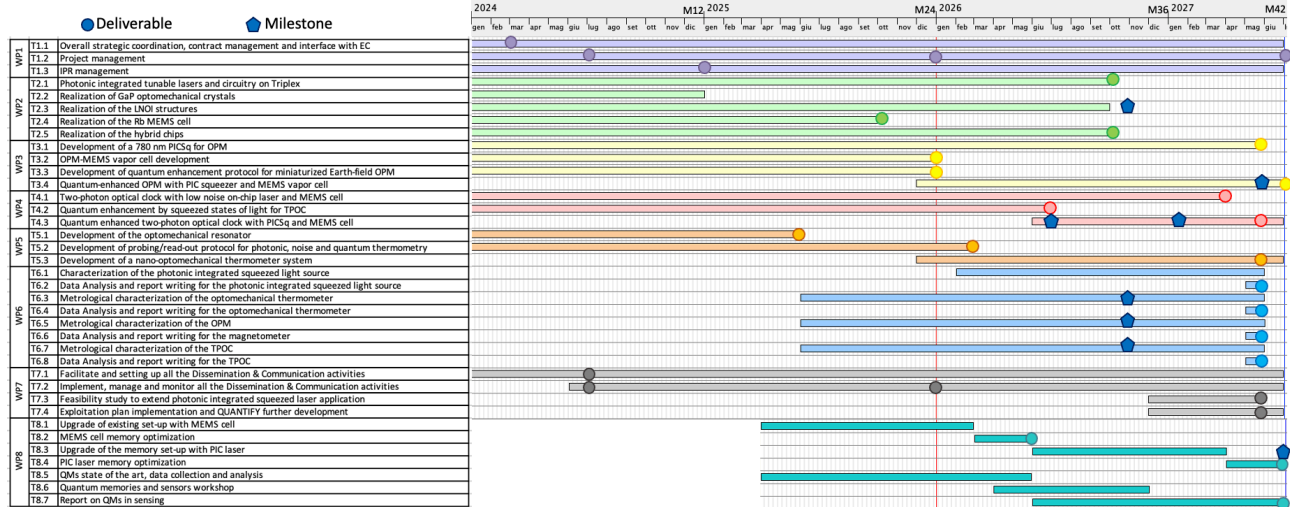 Deliverable Milestone
2024 M12 2025 M24 2026 M36 2027 M42
gen feb mar apr mag giu lug ago set ott nov dic gen feb mar apr mag giu lug ago set ott nov dic gen feb mar apr mag giu lug ago set ott nov dic gen feb mar apr mag giu
WP1
T1.1 Overall strategic coordination, contract management and interface with EC
T1.2 Project management
T1.3 IPR management
WP2
T2.1 Photonic integrated tunable lasers and circuitry on Triplex
T2.2 Realization of GaP optomechanical crystals
T2.3 Realization of the LNOI structures
T2.4 Realization of the Rb MEMS cell
T2.5 Realization of the hybrid chips
WP3
T3.1 Development of a 780 nm PICSq for OPM
T3.2 OPM-MEMS vapor cell development
T3.3 Development of quantum enhancement protocol for miniaturized Earth-field OPM
T3.4 Quantum-enhanced OPM with PIC squeezer and MEMS vapor cell
WP4
T4.1 Two-photon optical clock with low noise on-chip laser and MEMS cell
T4.2 Quantum enhancement by squeezed states of light for TPOC
T4.3 Quantum enhanced two-photon optical clock with PICSq and MEMS cell
WP5
T5.1 Development of the optomechanical resonator
T5.2 Development of probing/read-out protocol for photonic, noise and quantum thermometry
T5.3 Development of a nano-optomechanical thermometer system
WP6
T6.1 Characterization of the photonic integrated squeezed light source
T6.2 Data Analysis and report writing for the photonic integrated squeezed light source
T6.3 Metrological characterization of the optomechanical thermometer
T6.4 Data Analysis and report writing for the optomechanical thermometer
T6.5 Metrological characterization of the OPM
T6.6 Data Analysis and report writing for the magnetometer
T6.7 Metrological characterization of the TPOC
T6.8 Data Analysis and report writing for the TPOC
WP7
T7.1 Facilitate and setting up all the Dissemination & Communication activities
T7.2 Implement, manage and monitor all the Dissemination & Communication activities
T7.3 Feasibility study to extend photonic integrated squeezed laser application
T7.4 Exploitation plan implementation and QUANTIFY further development
WP8
T8.1 Upgrade of existing set-up with MEMS cell
T8.2 MEMS cell memory optimization
T8.3 Upgrade of the memory set-up with PIC laser
T8.4 PIC laser memory optimization
T8.5 QMs state of the art, data collection and analysis
T8.6 Quantum memories and sensors workshop
T8.7 Report on QMs in sensing